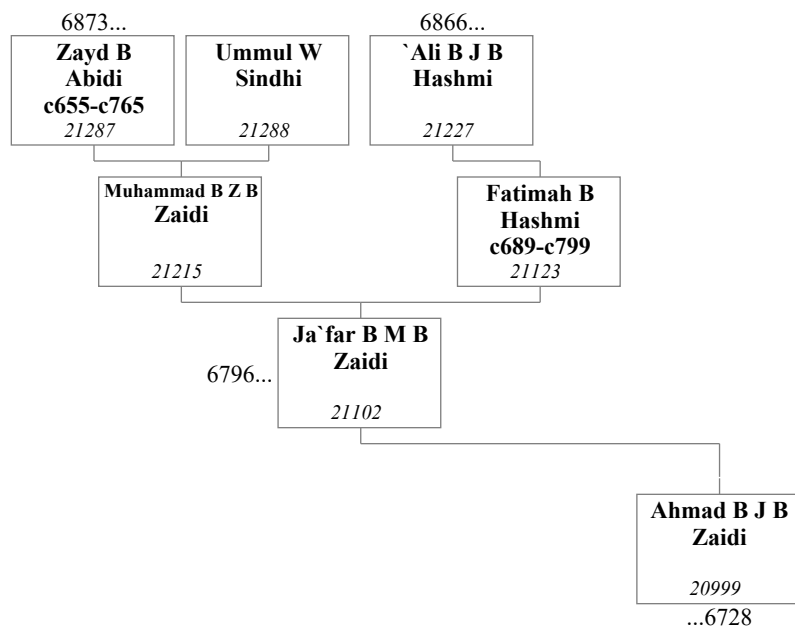 6873...
6866...
Zayd B
Abidi
c655-c765
21287
Ummul W
Sindhi
21288
`Ali B J B
Hashmi
21227
Muhammad B Z B
Zaidi
21215
Fatimah B
Hashmi
c689-c799
21123
Ja`far B M B
Zaidi
21102
6796...
Ahmad B J B
Zaidi
20999
...6728